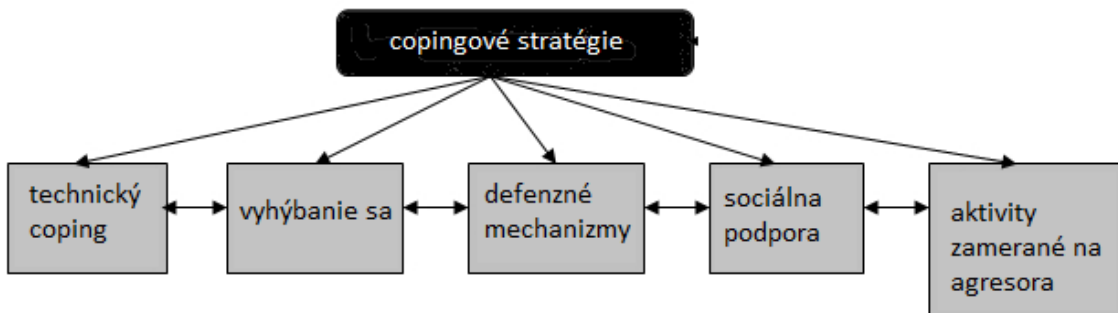 copingové stratégie
technický
coping
vyhýbanie sa
defenzné
mechanizmy
sociálna
podpora
aktivity
zamerané na
agresora